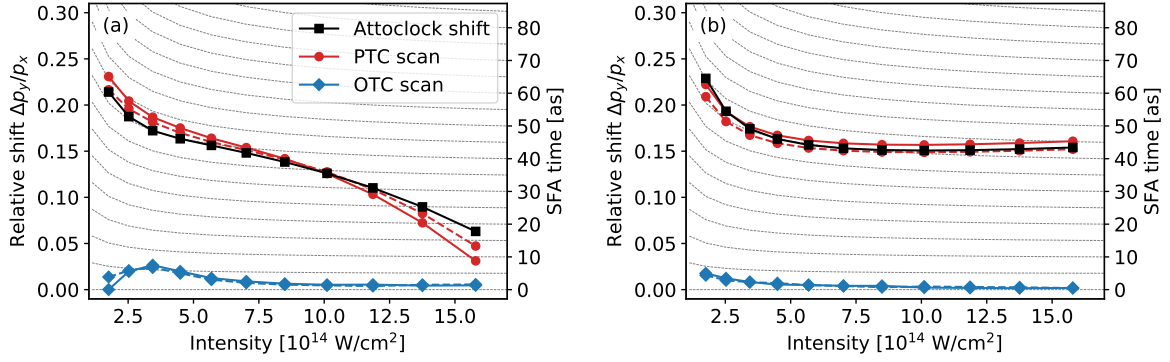 (a)
Attoclock shift
PTC scan
OTC scan
Relative shift Δp_y/p_x
0.30
0.25
0.20
0.15
0.10
0.05
0.00
80
70
60
50
40
30
20
10
0
SFA time [as]
2.5 5.0 7.5 10.0 12.5 15.0
Intensity [10^14 W/cm^2]
(b)
Relative shift Δp_y/p_x
0.30
0.25
0.20
0.15
0.10
0.05
0.00
80
70
60
50
40
30
20
10
0
SFA time [as]
2.5 5.0 7.5 10.0 12.5 15.0
Intensity [10^14 W/cm^2]